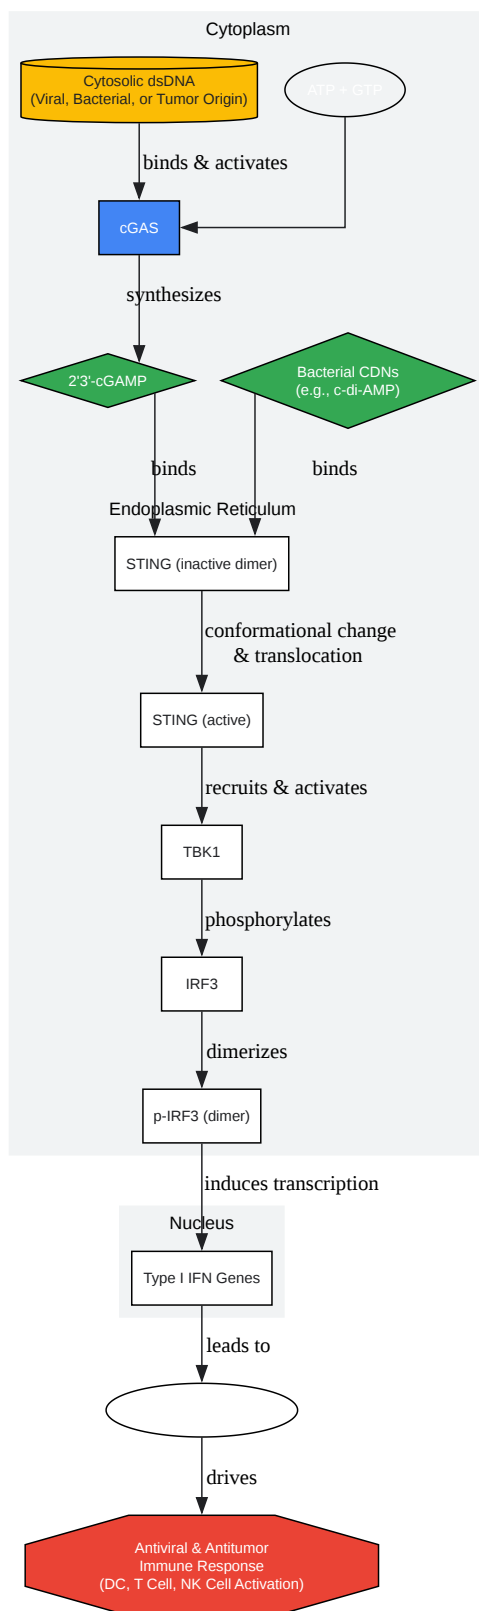 Cytoplasm
Cytosolic dsDNA
(Viral, Bacterial, or Tumor Origin)
ATP + GTP
binds & activates
cGAS
synthesizes
2'3'-cGAMP
Bacterial CDNs
(e.g., c-di-AMP)
binds
binds
Endoplasmic Reticulum
STING (inactive dimer)
conformational change
& translocation
STING (active)
recruits & activates
TBK1
phosphorylates
IRF3
dimerizes
p-IRF3 (dimer)
induces transcription
Nucleus
Type I IFN Genes
leads to
drives
Antiviral & Antitumor
Immune Response
(DC, T Cell, NK Cell Activation)